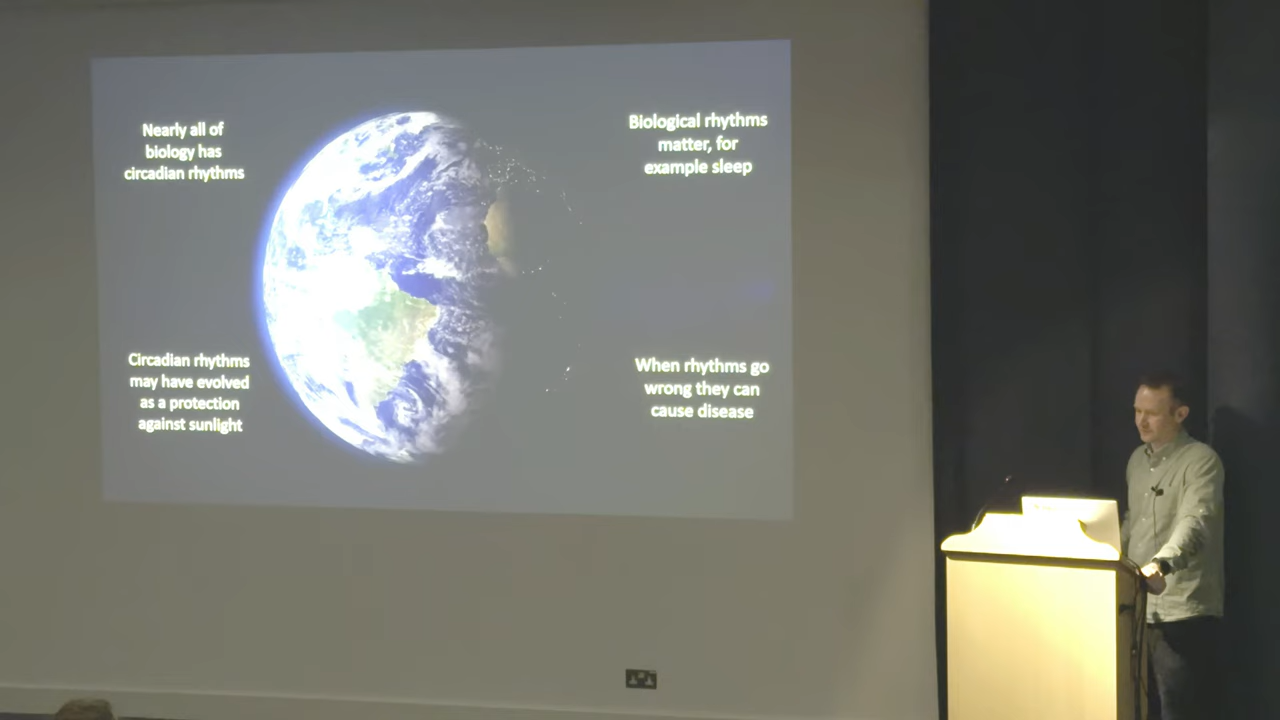 Nearly all of
biology has
circadian rhythms
Biological rhythms
matter, for
example sleep
Circadian rhythms
may have evolved
as a protection
against sunlight
When rhythms go
wrong they can
cause disease